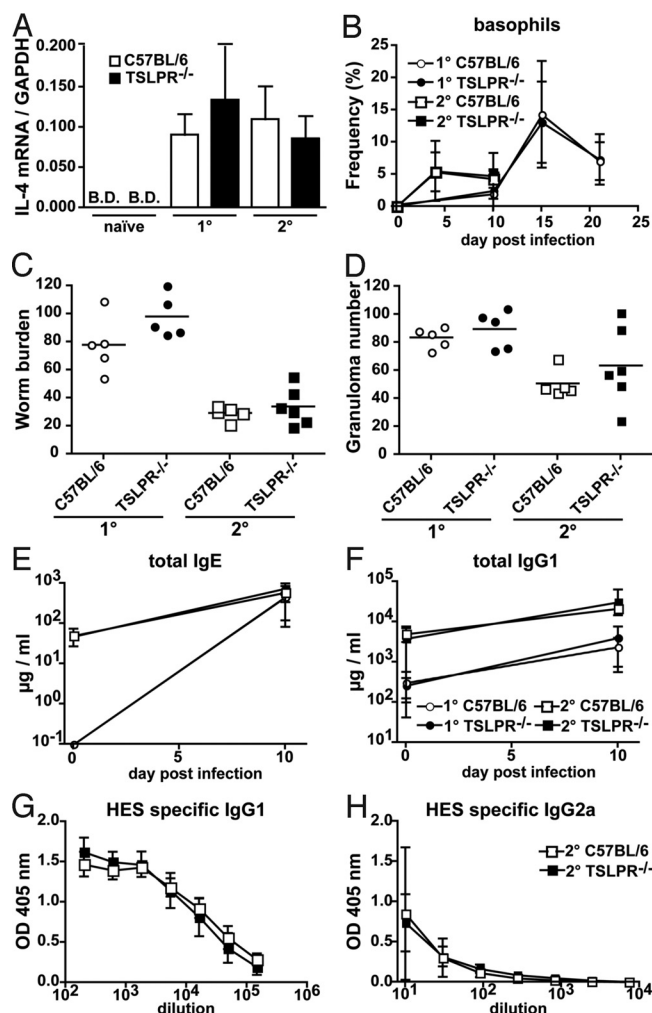 A
IL-4 mRNA / GAPDH
0.200
0.150
0.100
0.050
0.000
C57BL/6
TSLPR-/-
B.D. B.D.
naïve 1° 2°
B
basophils
Frequency (%)
25
20
15
10
5
0
1° C57BL/6
1° TSLPR-/-
2° C57BL/6
2° TSLPR-/-
0 5 10 15 20
day post infection
C
Worm burden
120
100
80
60
40
20
0
C57BL/6 TSLPR-/- C57BL/6 TSLPR-/-
1° 2°
D
Granuloma number
120
100
80
60
40
20
0
C57BL/6 TSLPR-/- C57BL/6 TSLPR-/-
1° 2°
E
total IgE
µg / ml
103
102
101
100
10-1
0 5 10
day post infection
F
total IgG1
µg / ml
105
104
103
102
101
1° C57BL/6 2° C57BL/6
1° TSLPR-/- 2° TSLPR-/-
0 5 10
day post infection
G
HES specific IgG1
OD 405 nm
2.0
1.5
1.0
0.5
0.0
102 103 104 105 106
dilution
H
HES specific IgG2a
OD 405 nm
2.0
1.5
1.0
0.5
0.0
2° C57BL/6
2° TSLPR-/-
101 102 103 104
dilution